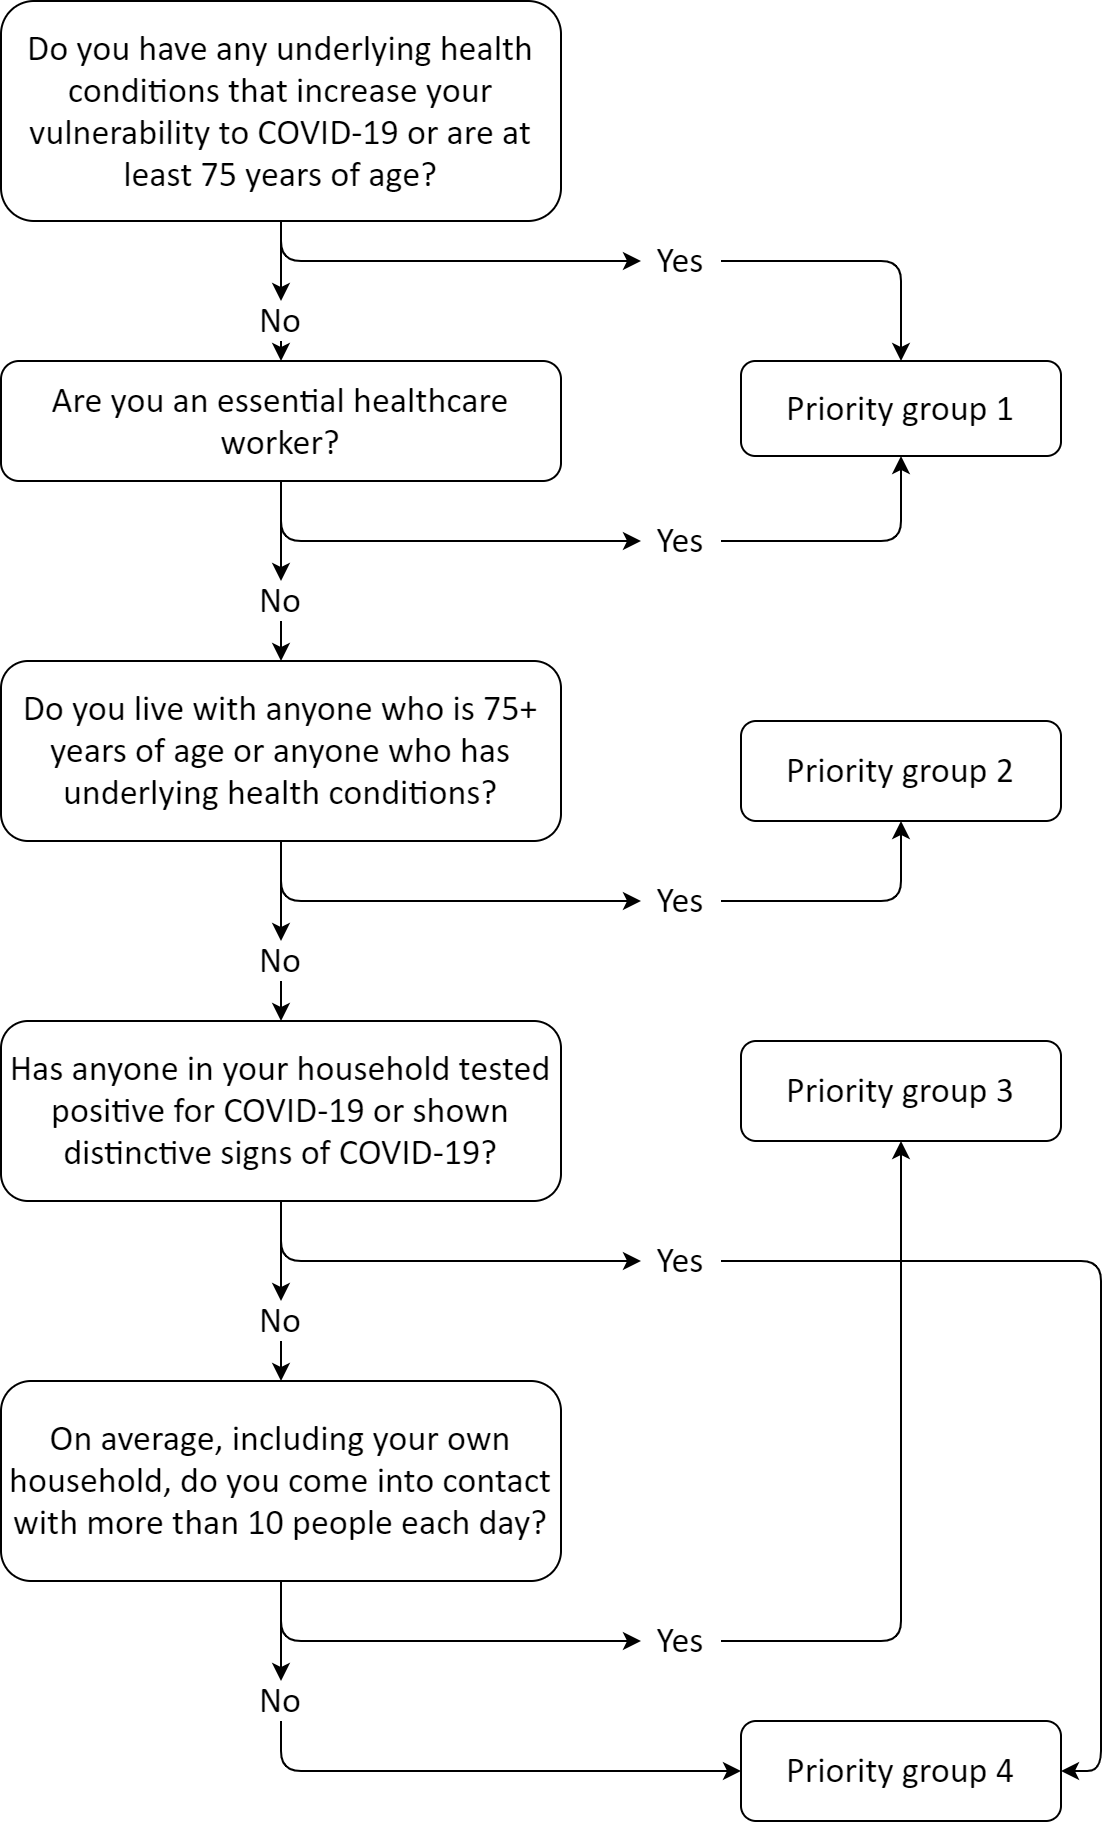 Do you have any underlying health
conditions that increase your
vulnerability to COVID-19 or are at
least 75 years of age?
Yes
No
Are you an essential healthcare
worker?
Priority group 1
Yes
No
Do you live with anyone who is 75+
years of age or anyone who has
underlying health conditions?
Priority group 2
Yes
No
Has anyone in your household tested
positive for COVID-19 or shown
distinctive signs of COVID-19?
Priority group 3
Yes
No
On average, including your own
household, do you come into contact
with more than 10 people each day?
Yes
No
Priority group 4